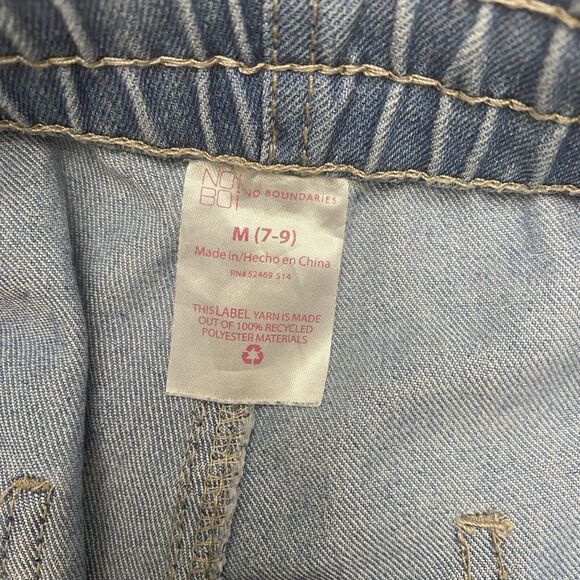 NO
BO
NO BOUNDARIES
M (7-9)
Made in/Hecho en China
RN# 52469 S14
THIS LABEL YARN IS MADE
OUT OF 100% RECYCLED
POLYESTER MATERIALS